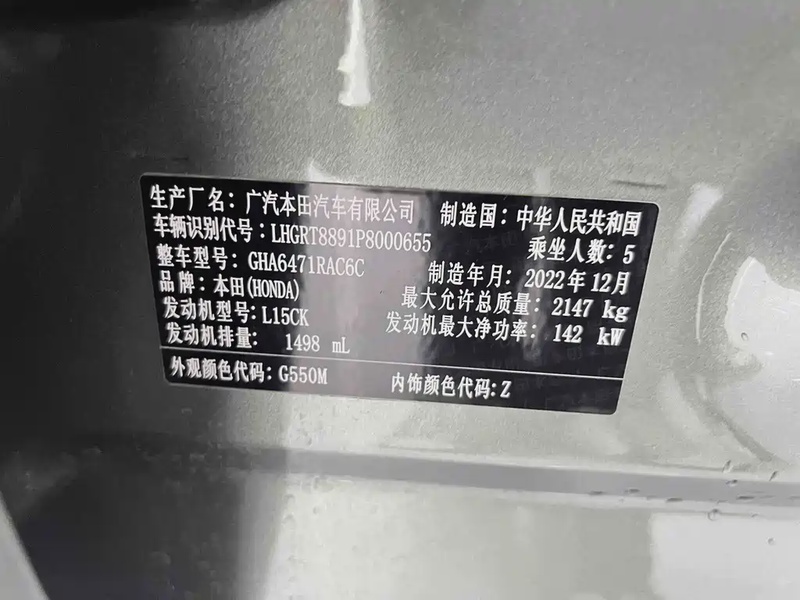 生产厂名：广汽本田汽车有限公司 制造国：中华人民共和国
车辆识别代号：LHGRT8891P8000655 乘坐人数：5
整车型号：GHA6471RAC6C 制造年月：2022年12月
品牌：本田(HONDA) 最大允许总质量：2147 kg
发动机型号：L15CK 发动机最大净功率：142 kW
发动机排量： 1498 mL
外观颜色代码：G550M 内饰颜色代码：Z